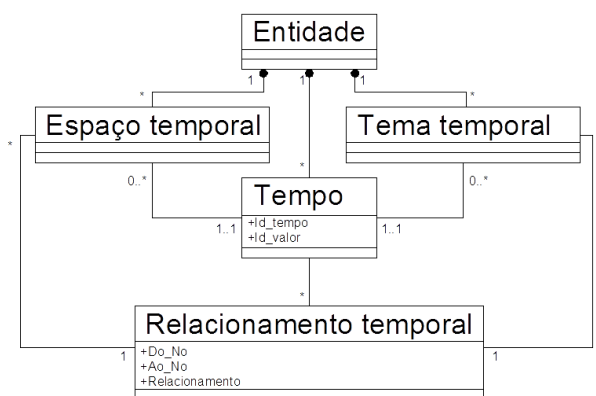 Entidade
1 1 1
* *
Espaço temporal
Tema temporal
* *
0..* 0..*
Tempo
+Id_tempo
+Id_valor
1..1 1..1
*
Relacionamento temporal
+Do_No
+Ao_No
+Relacionamento
1 1